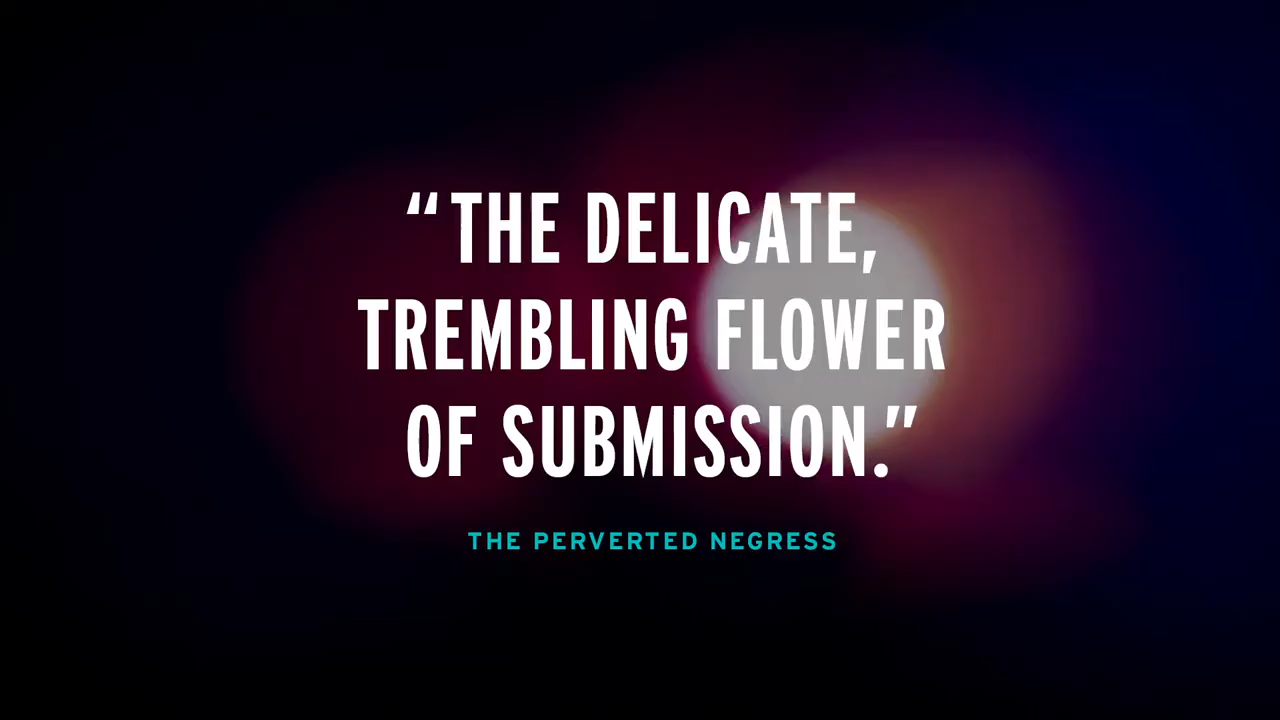 “THE DELICATE,
TREMBLING FLOWER
OF SUBMISSION.”
THE PERVERTED NEGRESS